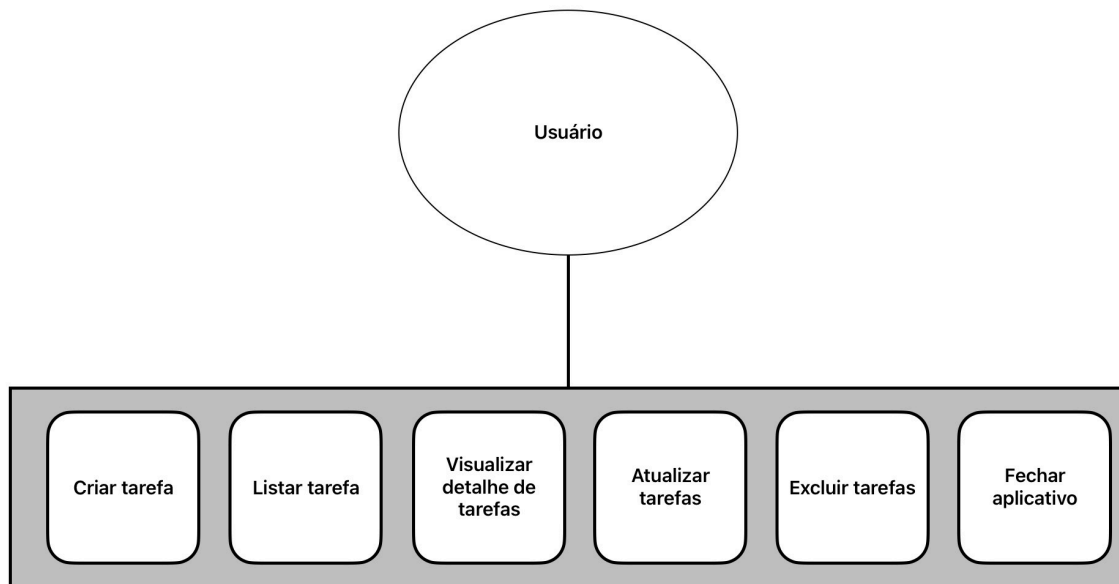 Usuário
Criar tarefa
Listar tarefa
Visualizar
detalhe de
tarefas
Atualizar
tarefas
Excluir tarefas
Fechar
aplicativo